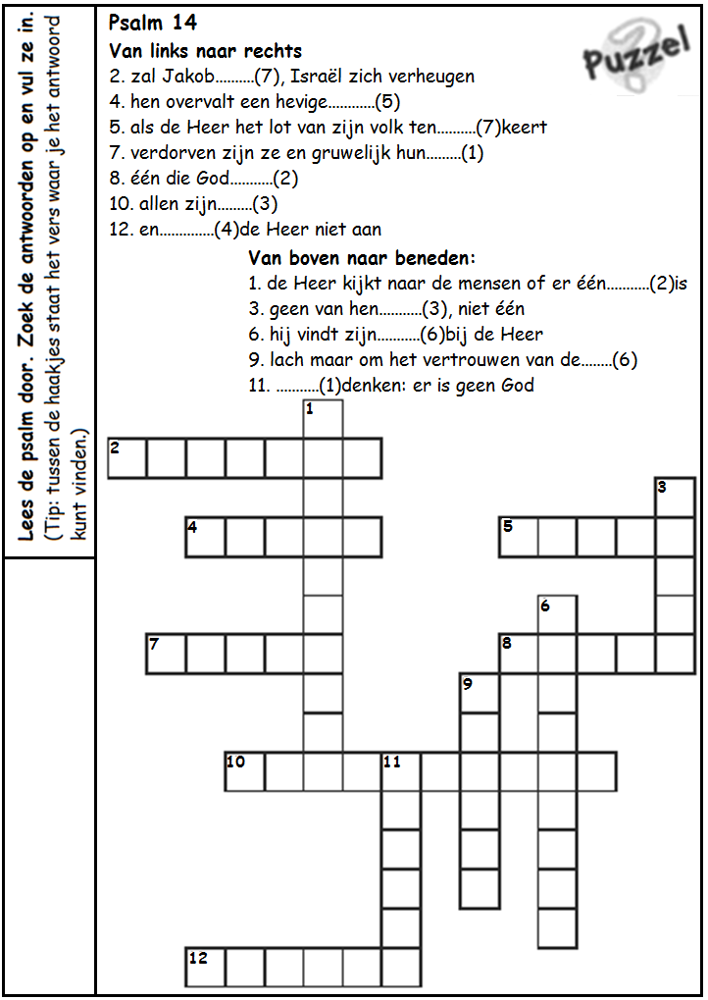 Lees de psalm door. Zoek de antwoorden op en vul ze in.
(Tip: tussen de haakjes staat het vers waar je het antwoord
kunt vinden.)
Psalm 14
Puzzel
Van links naar rechts
2. zal Jakob.........(7), Israël zich verheugen
4. hen overvalt een hevige............(5)
5. als de Heer het lot van zijn volk ten..........(7)keert
7. verdorven zijn ze en gruwelijk hun.........(1)
8. één die God...........(2)
10. allen zijn.........(3)
12. en..............(4)de Heer niet aan
Van boven naar beneden:
1. de Heer kijkt naar de mensen of er één...........(2)is
3. geen van hen...........(3), niet één
6. hij vindt zijn...........(6)bij de Heer
9. lach maar om het vertrouwen van de........(6)
11. ...........(1)denken: er is geen God
1
2
3
4
5
6
7
8
9
10
11
12